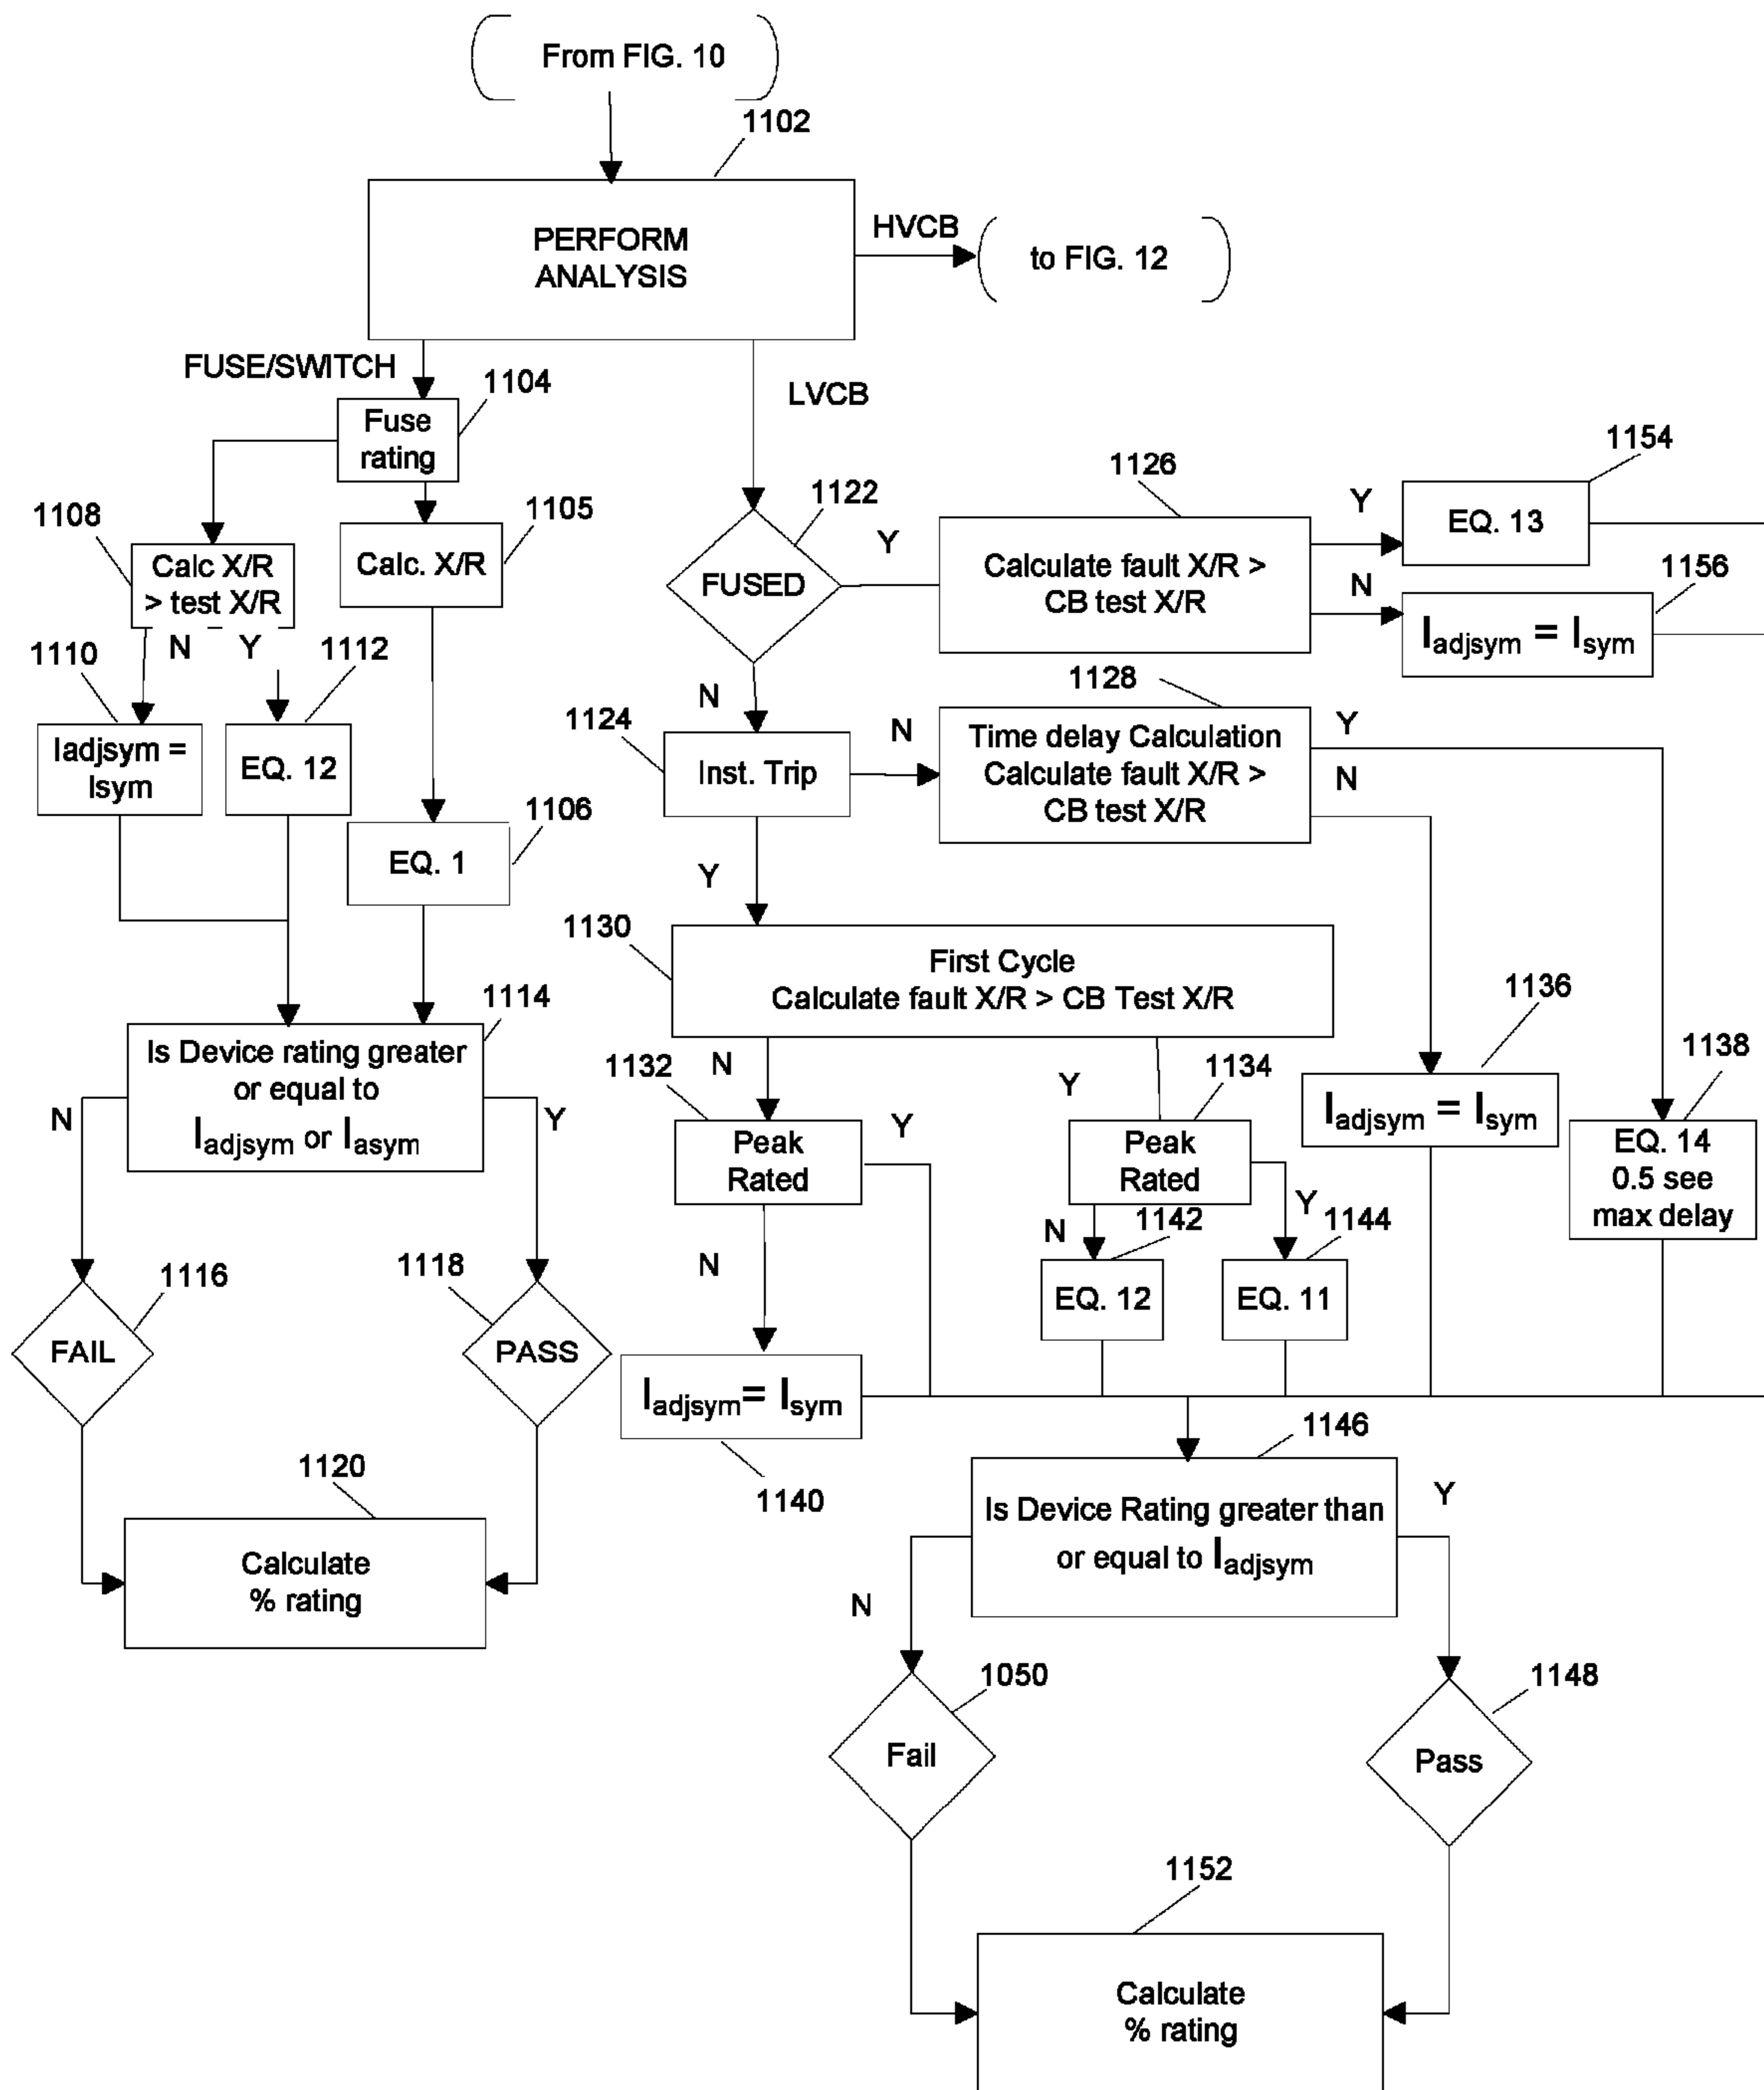 From FIG. 10
1102
PERFORM
ANALYSIS
HVCB
to FIG. 12
FUSE/SWITCH
LVCB
1104
Fuse
rating
1108
Calc X/R
> test X/R
1105
Calc. X/R
N
Y
1110
Iadjsym =
Isym
1112
EQ. 12
1106
EQ. 1
1114
Is Device rating greater
or equal to
Iadjsym or Iasym
N
Y
1116
FAIL
1118
PASS
1120
Calculate
% rating
1122
FUSED
Y
N
1126
Calculate fault X/R >
CB test X/R
Y
N
1154
EQ. 13
1156
Iadjsym = Isym
1124
Inst. Trip
N
Y
1128
Time delay Calculation
Calculate fault X/R >
CB test X/R
Y
N
1130
First Cycle
Calculate fault X/R > CB Test X/R
N
Y
1132
Peak
Rated
Y
N
1134
Peak
Rated
N
Y
1142
EQ. 12
1144
EQ. 11
1136
Iadjsym = Isym
1138
EQ. 14
0.5 see
max delay
Iadjsym= Isym
1140
1146
Is Device Rating greater than
or equal to Iadjsym
N
Y
1050
Fail
1148
Pass
1152
Calculate
% rating